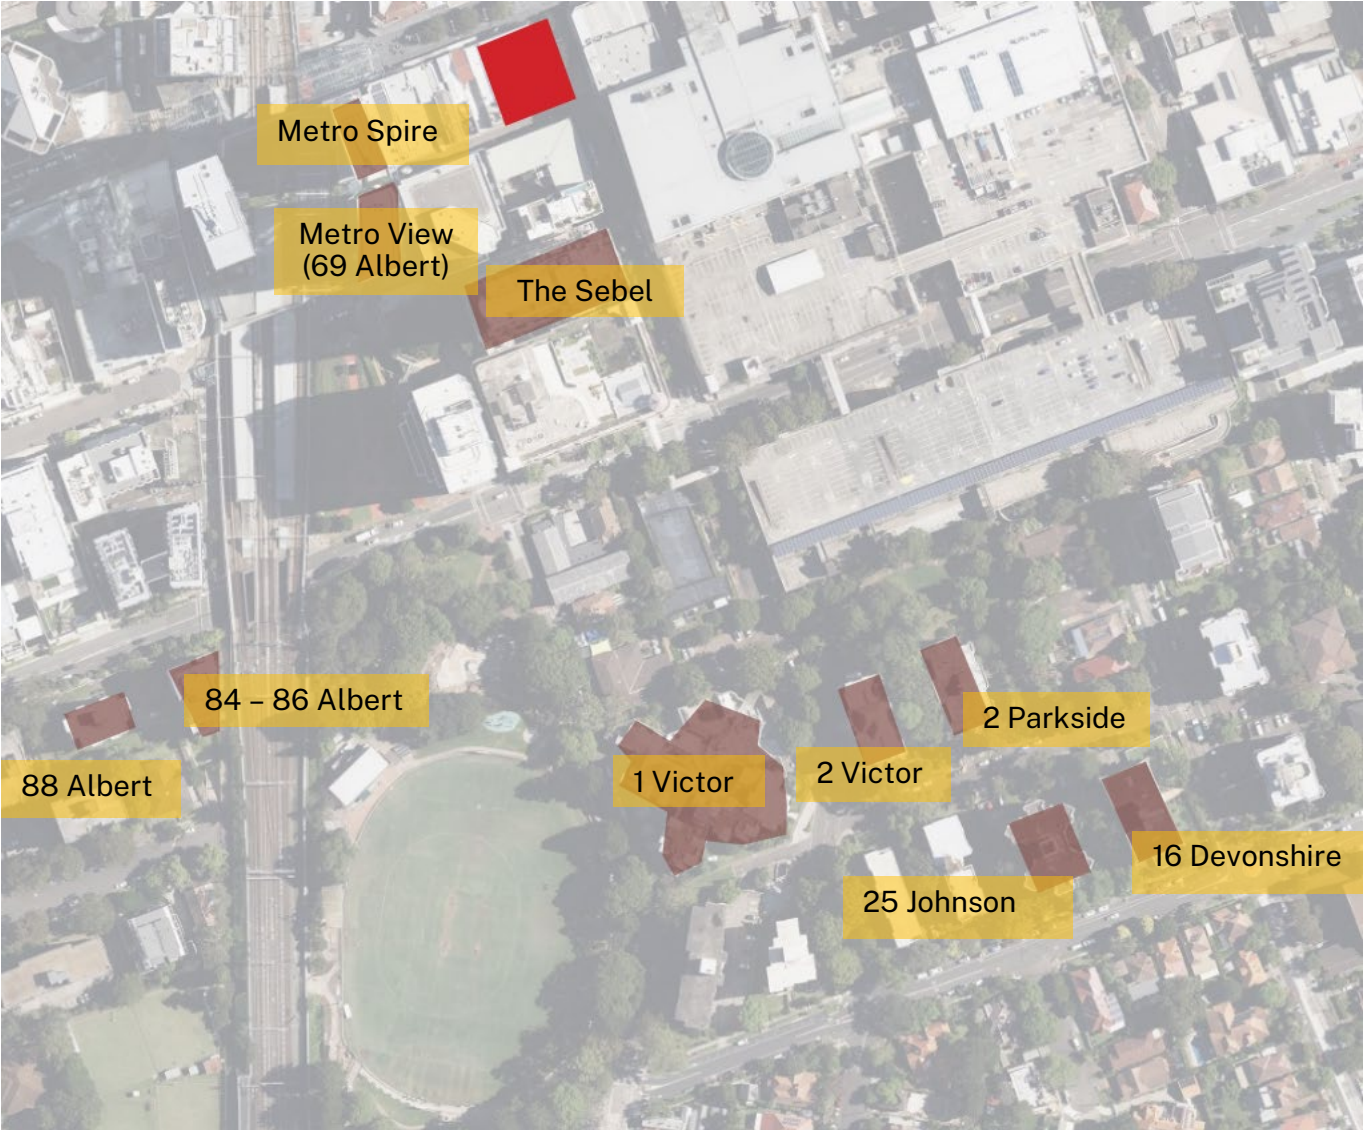 Metro Spire
Metro View
(69 Albert)
The Sebel
84 – 86 Albert
2 Parkside
88 Albert
1 Victor
2 Victor
16 Devonshire
25 Johnson